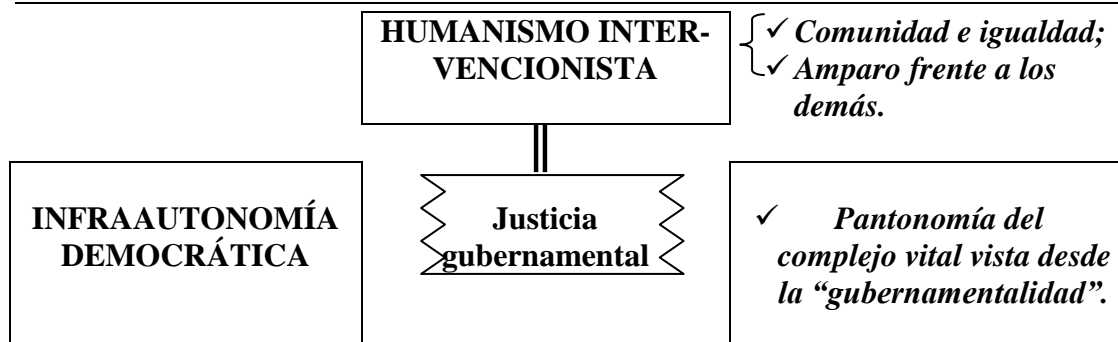 HUMANISMO INTER-
VENCIONISTA
✓ Comunidad e igualdad;
✓ Amparo frente a los
demás.
INFRAAUTONOMÍA
DEMOCRÁTICA
Justicia
gubernamental
✓ Pantonomía del
complejo vital vista desde
la “gubernamentalidad”.